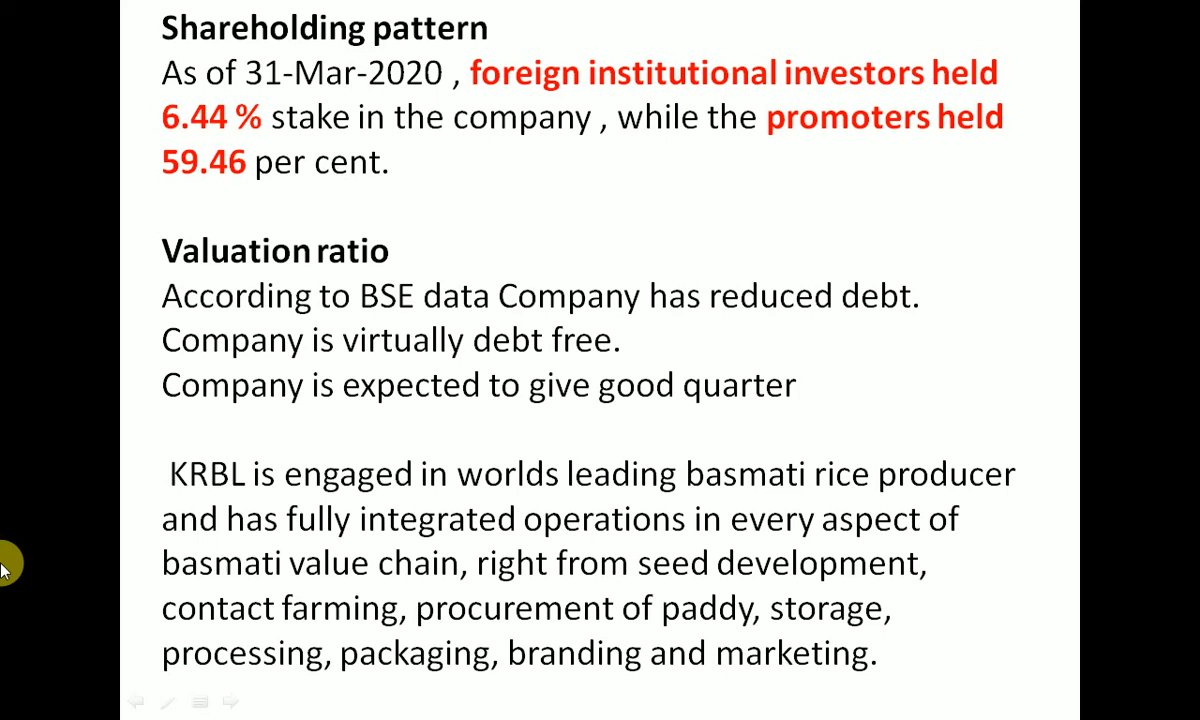 Shareholding pattern
As of 31-Mar-2020 , foreign institutional investors held
6.44 % stake in the company , while the promoters held
59.46 per cent.
Valuation ratio
According to BSE data Company has reduced debt.
Company is virtually debt free.
Company is expected to give good quarter
KRBL is engaged in worlds leading basmati rice producer
and has fully integrated operations in every aspect of
basmati value chain, right from seed development,
contact farming, procurement of paddy, storage,
processing, packaging, branding and marketing.